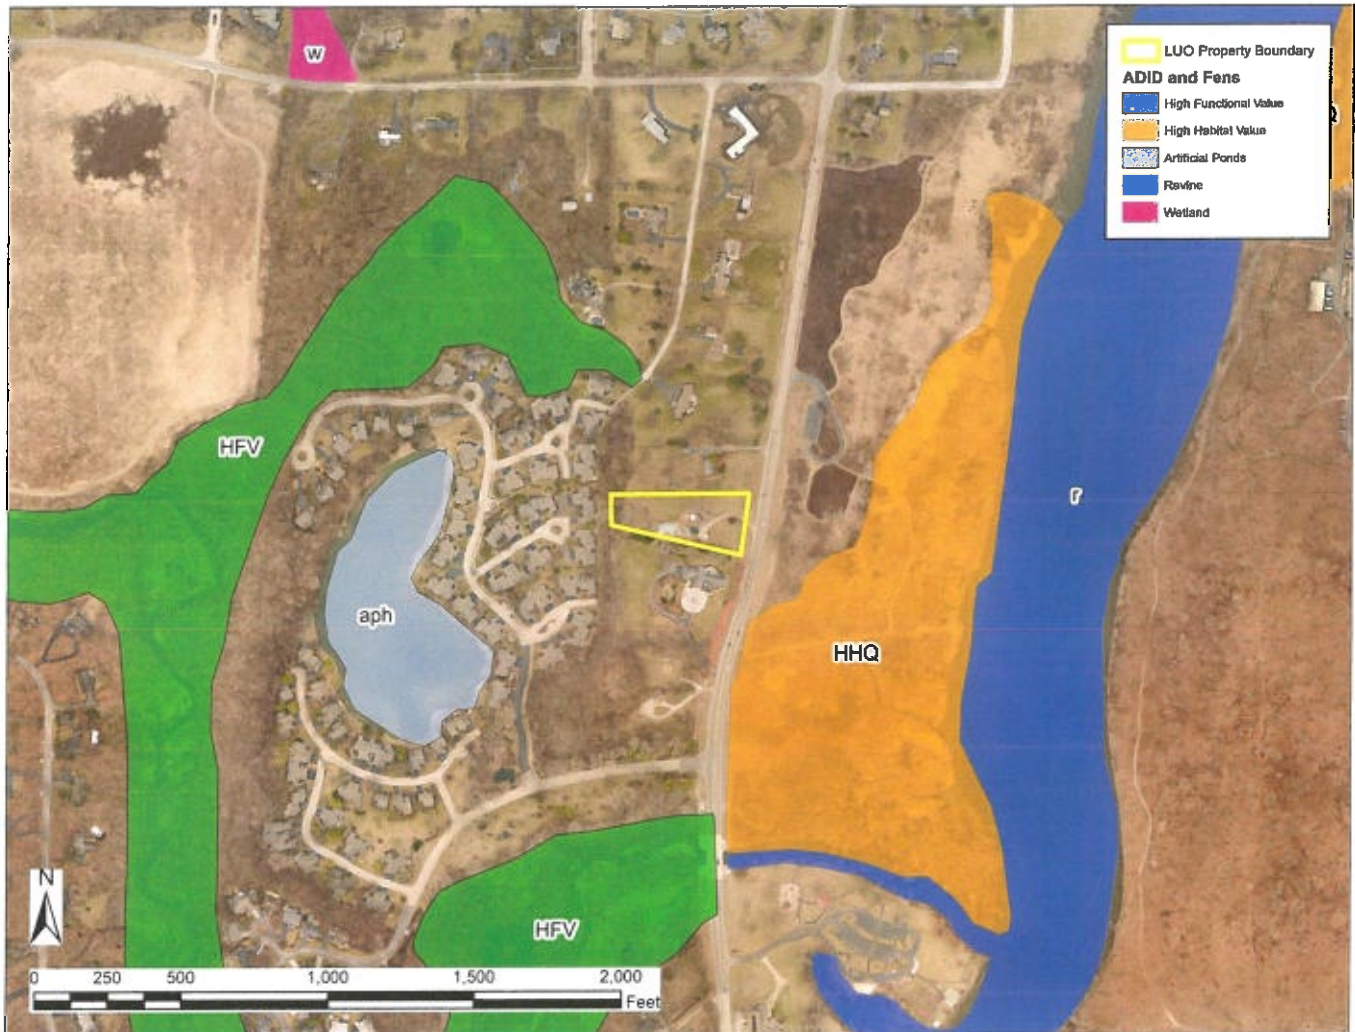 W
LUO Property Boundary
ADID and Fens
High Functional Value
High Habitat Value
Artificial Ponds
Ravine
Wetland
HFV
r
aph
HHQ
N
HFV
0 250 500 1,000 1,500 2,000
Feet